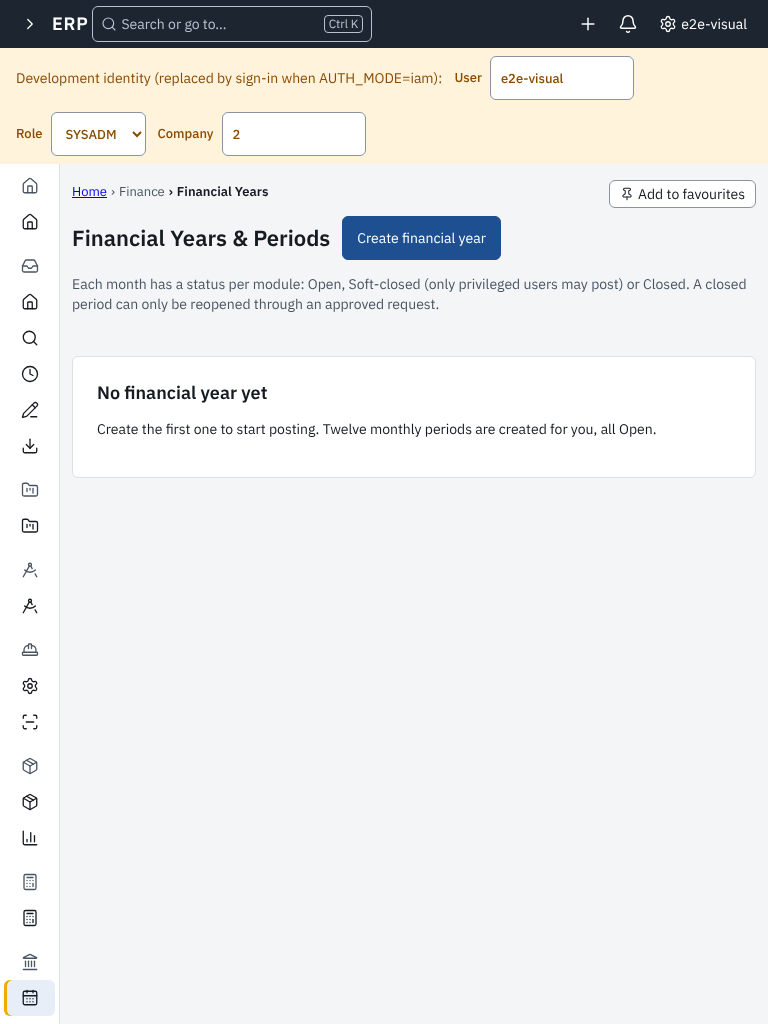 ERP
Search or go to...
Ctrl K
e2e-visual
Development identity (replaced by sign-in when AUTH_MODE=iam):
User
e2e-visual
Role
SYSADM
Company
2
Home › Finance › Financial Years
Add to favourites
Financial Years & Periods
Create financial year
Each month has a status per module: Open, Soft-closed (only privileged users may post) or Closed. A closed
period can only be reopened through an approved request.
No financial year yet
Create the first one to start posting. Twelve monthly periods are created for you, all Open.